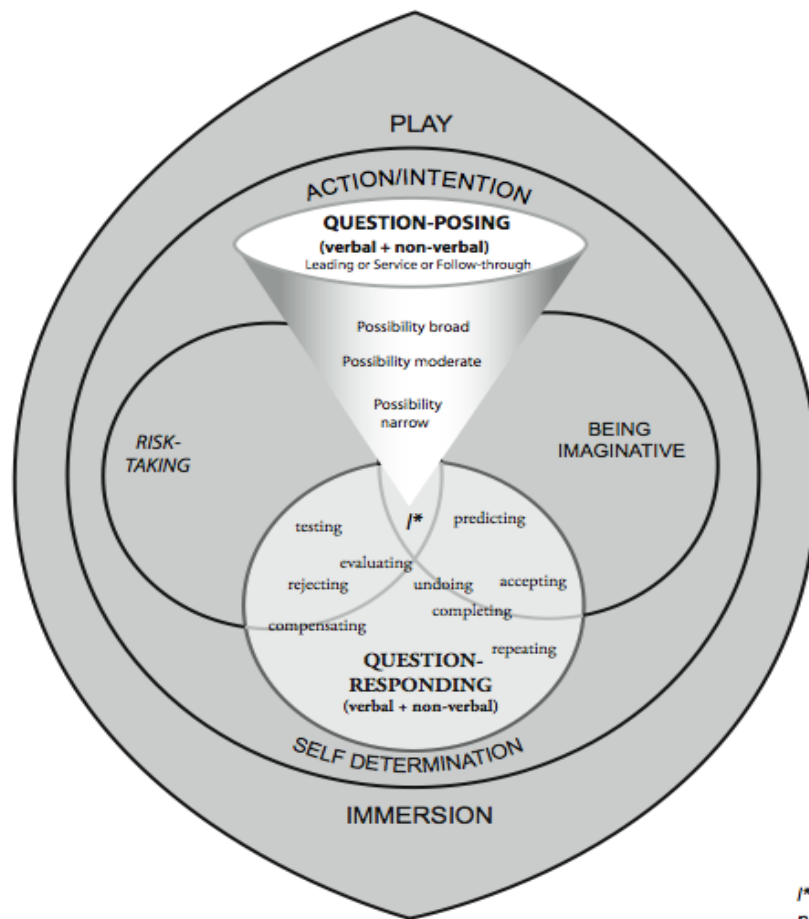 PLAY
ACTION/INTENTION
QUESTION-POSING
(verbal + non-verbal)
Leading or Service or Follow-through
Possibility broad
Possibility moderate
Possibility
narrow
RISK-
TAKING
BEING
IMAGINATIVE
I*
testing
predicting
evaluating
rejecting
undoing
accepting
completing
compensating
repeating
QUESTION-
RESPONDING
(verbal + non-verbal)
SELF DETERMINATION
IMMERSION
I*